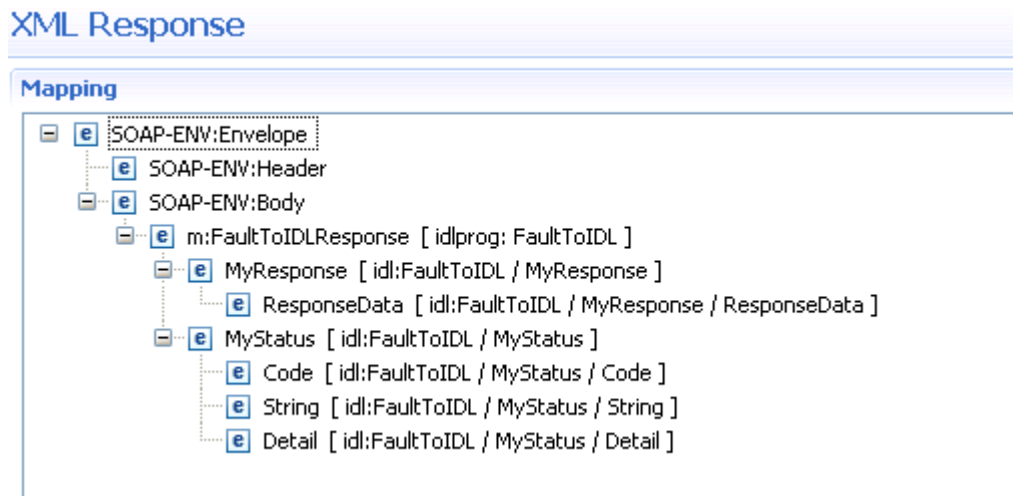 XML Response
Mapping
e SOAP-ENV:Envelope
e SOAP-ENV:Header
e SOAP-ENV:Body
e m:FaultToIDLResponse [ idlprog: FaultToIDL ]
e MyResponse [ idl:FaultToIDL / MyResponse ]
e ResponseData [ idl:FaultToIDL / MyResponse / ResponseData ]
e MyStatus [ idl:FaultToIDL / MyStatus ]
e Code [ idl:FaultToIDL / MyStatus / Code ]
e String [ idl:FaultToIDL / MyStatus / String ]
e Detail [ idl:FaultToIDL / MyStatus / Detail ]